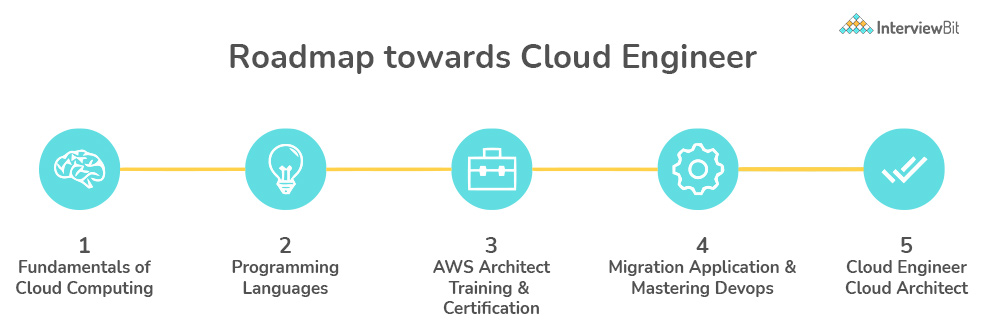 InterviewBit
Roadmap towards Cloud Engineer
1
Fundamentals of
Cloud Computing
2
Programming
Languages
3
AWS Architect
Training &
Certification
4
Migration Application &
Mastering Devops
5
Cloud Engineer
Cloud Architect